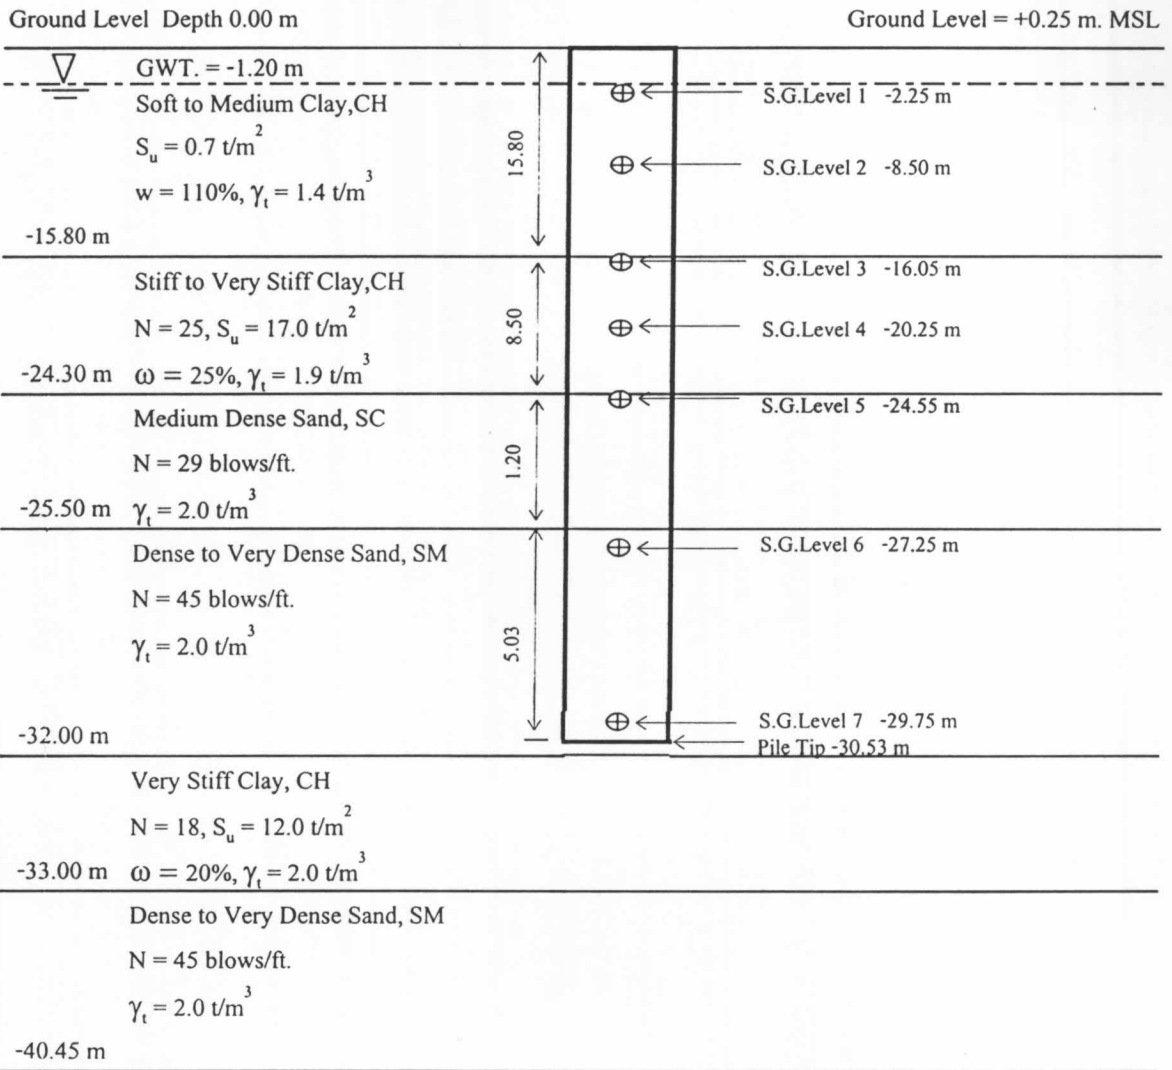 Ground Level Depth 0.00 m
Ground Level = +0.25 m. MSL
GWT. = -1.20 m
Soft to Medium Clay,CH
S.G.Level 1 -2.25 m
Sᵤ = 0.7 t/m²
15.80
S.G.Level 2 -8.50 m
w = 110%, γₜ = 1.4 t/m³
-15.80 m
S.G.Level 3 -16.05 m
Stiff to Very Stiff Clay,CH
N = 25, Sᵤ = 17.0 t/m²
8.50
S.G.Level 4 -20.25 m
-24.30 m ω = 25%, γₜ = 1.9 t/m³
S.G.Level 5 -24.55 m
Medium Dense Sand, SC
N = 29 blows/ft.
1.20
-25.50 m γₜ = 2.0 t/m³
Dense to Very Dense Sand, SM
S.G.Level 6 -27.25 m
N = 45 blows/ft.
γₜ = 2.0 t/m³
5.03
-32.00 m
S.G.Level 7 -29.75 m
Pile Tip -30.53 m
Very Stiff Clay, CH
N = 18, Sᵤ = 12.0 t/m²
-33.00 m ω = 20%, γₜ = 2.0 t/m³
Dense to Very Dense Sand, SM
N = 45 blows/ft.
γₜ = 2.0 t/m³
-40.45 m